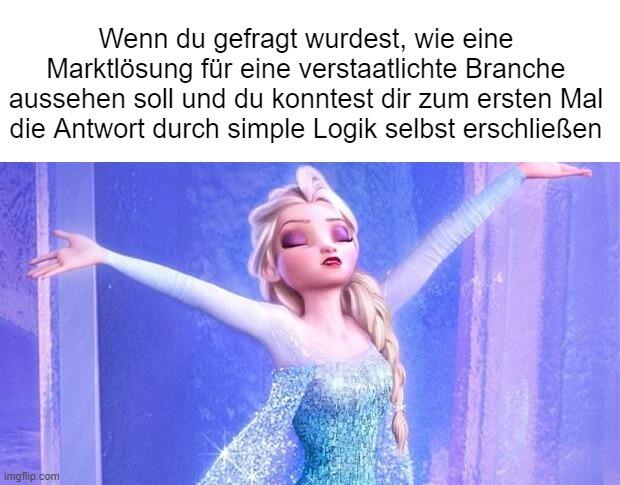 Wenn du gefragt wurdest, wie eine
Marktlösung für eine verstaatlichte Branche
aussehen soll und du konntest dir zum ersten Mal
die Antwort durch simple Logik selbst erschließen
imgflip.com